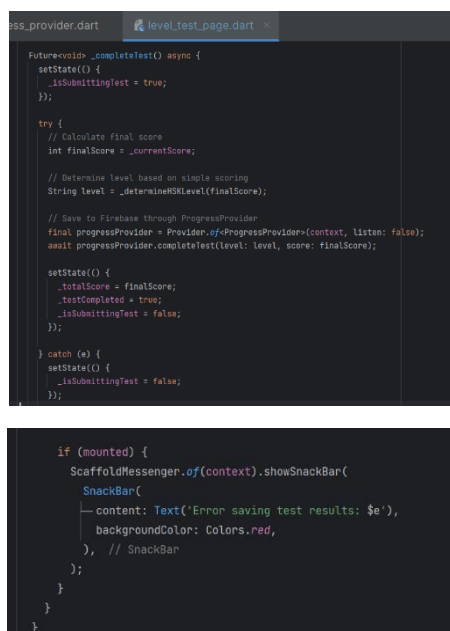 ess_provider.dart level_test_page.dart ×
Future<void> _completeTest() async {
setState(() {
_isSubmittingTest = true;
});
try {
// Calculate final score
int finalScore = _currentScore;
// Determine level based on simple scoring
String level = _determineHSKLevel(finalScore);
// Save to Firebase through ProgressProvider
final progressProvider = Provider.of<ProgressProvider>(context, listen: false);
await progressProvider.completeTest(level: level, score: finalScore);
setState(() {
_totalScore = finalScore;
_testCompleted = true;
_isSubmittingTest = false;
});
} catch (e) {
setState(() {
_isSubmittingTest = false;
});
if (mounted) {
ScaffoldMessenger.of(context).showSnackBar(
SnackBar(
content: Text('Error saving test results: $e'),
backgroundColor: Colors.red,
), // SnackBar
);
}
}
}